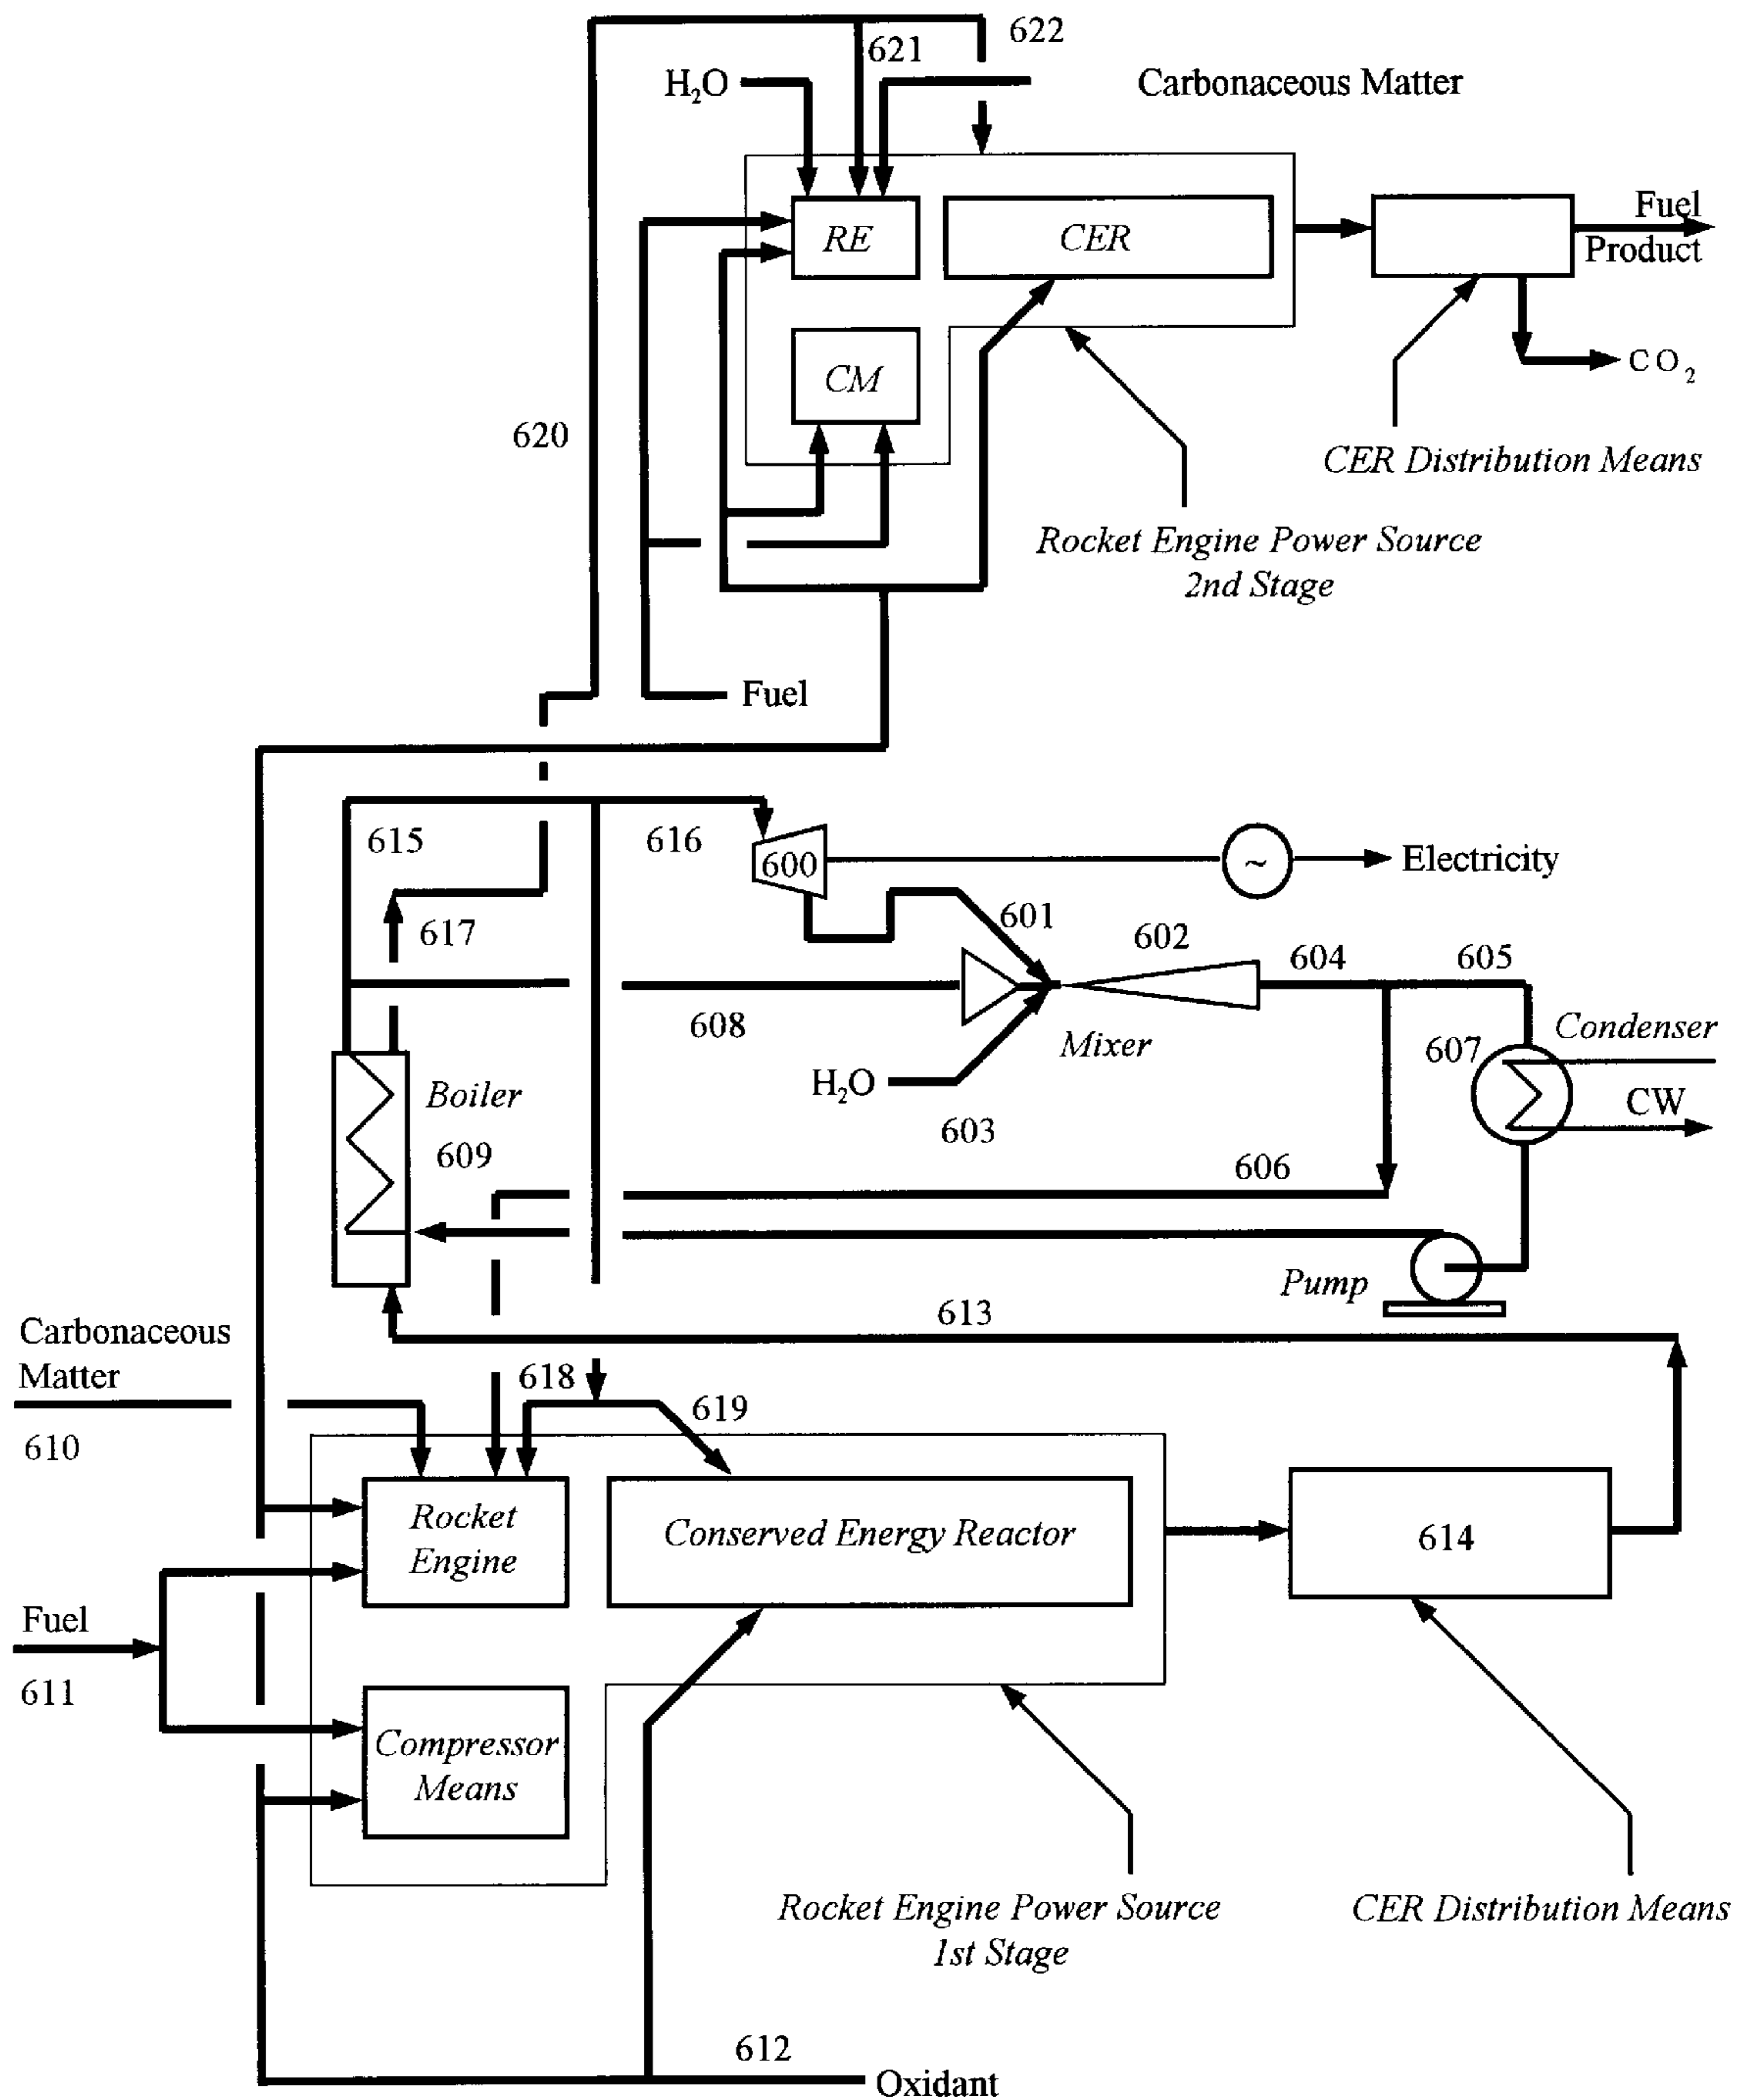 622
621
H₂O
Carbonaceous Matter
Fuel
Product
RE
CER
CM
CO₂
620
CER Distribution Means
Rocket Engine Power Source
2nd Stage
Fuel
615
616
600
~
Electricity
617
601
602
604
605
608
Mixer
Condenser
607
H₂O
CW
Boiler
603
609
606
Pump
613
Carbonaceous
Matter
618
619
610
Rocket
Engine
Conserved Energy Reactor
614
Fuel
611
Compressor
Means
Rocket Engine Power Source
1st Stage
CER Distribution Means
612
Oxidant